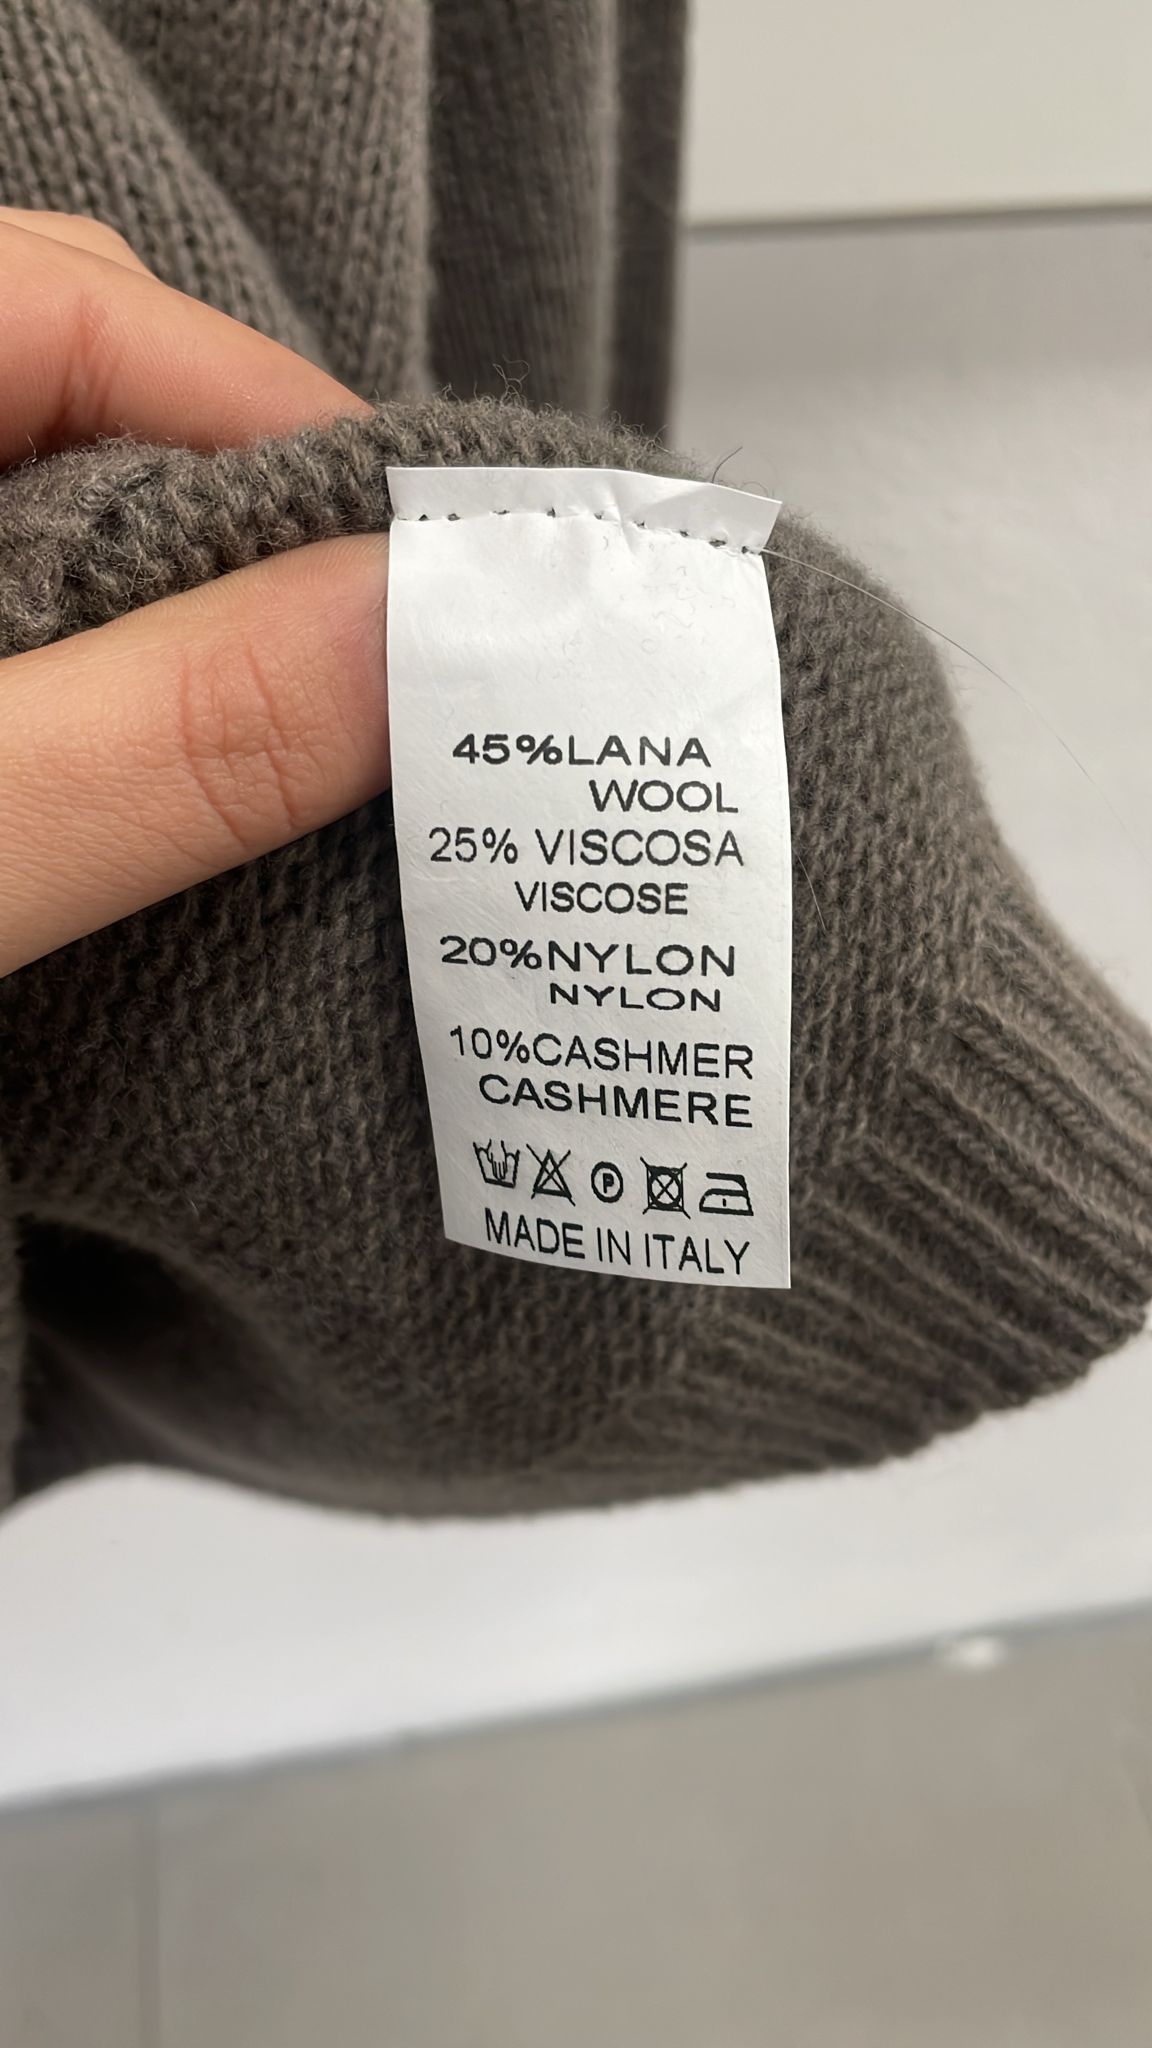 45%LANA
WOOL
25% VISCOSA
VISCOSE
20%NYLON
NYLON
10%CASHMER
CASHMERE
P
MADE IN ITALY